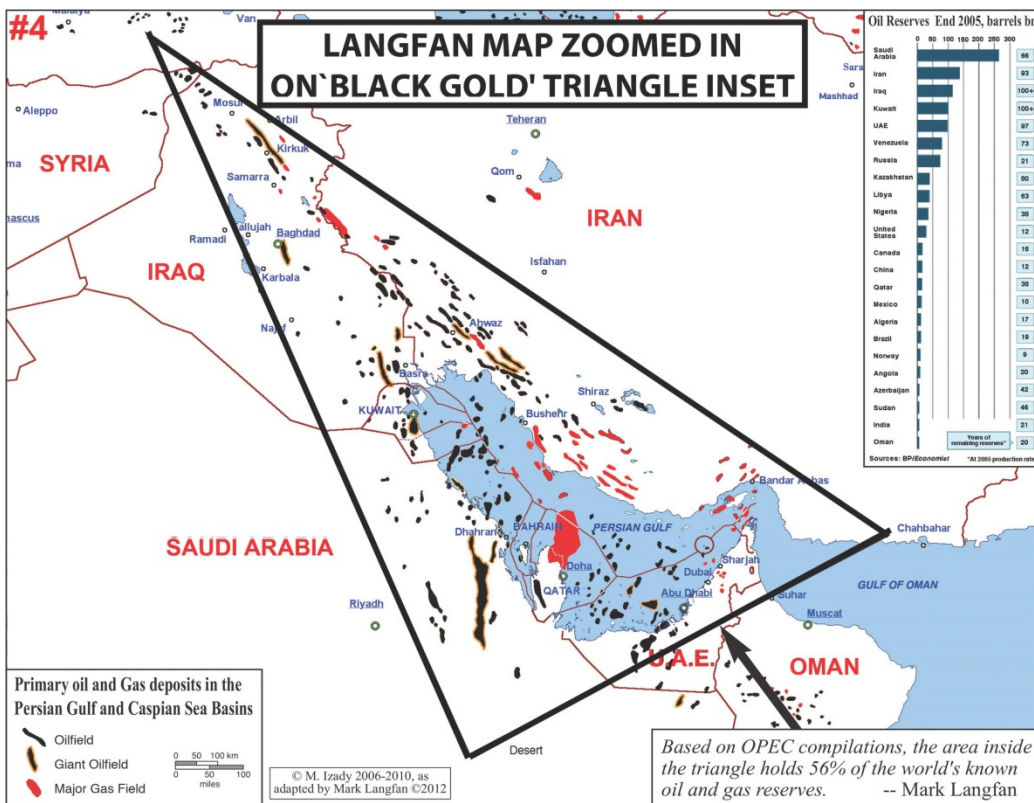 #4
LANGFAN MAP ZOOMED IN
ON`BLACK GOLD' TRIANGLE INSET
Malatya
Van
Aleppo
SYRIA
Mosul
Arbil
Kirkuk
Samarra
Teheran
Qom
IRAN
Mashhad
Ramadi
Fallujah
Baghdad
IRAQ
Karbala
Najaf
Isfahan
Ahwaz
Basra
KUWAIT
Shiraz
Bushehr
Bandar Abbas
Chahbahar
SAUDI ARABIA
Dhahran
BAHRAIN
PERSIAN GULF
Doha
QATAR
Riyadh
Dubai
Sharjah
Abu Dhabi
GULF OF OMAN
Suhar
Muscat
U.A.E.
OMAN
Desert
Oil Reserves End 2005, barrels bn
0 50 100 150 200 250 300
Saudi
Arabia 66
Iran 93
Iraq 100+
Kuwait 100+
UAE 97
Venezuela 73
Russia 21
Kazakhstan 80
Libya 63
Nigeria 38
United
States 12
Canada 15
China 12
Qatar 38
Mexico 10
Algeria 17
Brazil 19
Norway 9
Angola 20
Azerbaijan 42
Sudan 46
India 21
Oman 20
Years of
remaining reserves*
Sources: BP/Economist *At 2005 production rate
Primary oil and Gas deposits in the
Persian Gulf and Caspian Sea Basins
Oilfield
Giant Oilfield
Major Gas Field
0 50 100 km
0 50 100
miles
© M. Izady 2006-2010, as
adapted by Mark Langfan ©2012
Based on OPEC compilations, the area inside
the triangle holds 56% of the world's known
oil and gas reserves. -- Mark Langfan